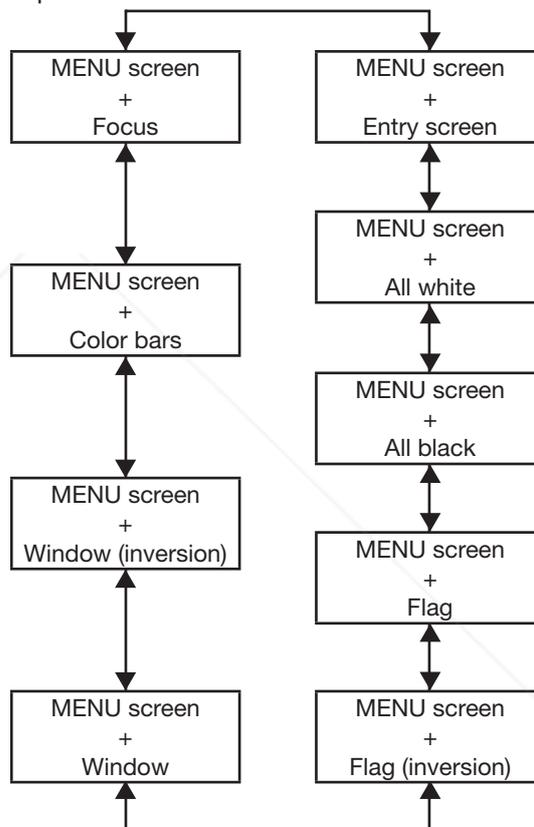 MENU screen
+
Focus
MENU screen
+
Color bars
MENU screen
+
Window (inversion)
MENU screen
+
Window
MENU screen
+
Entry screen
MENU screen
+
All white
MENU screen
+
All black
MENU screen
+
Flag
MENU screen
+
Flag (inversion)